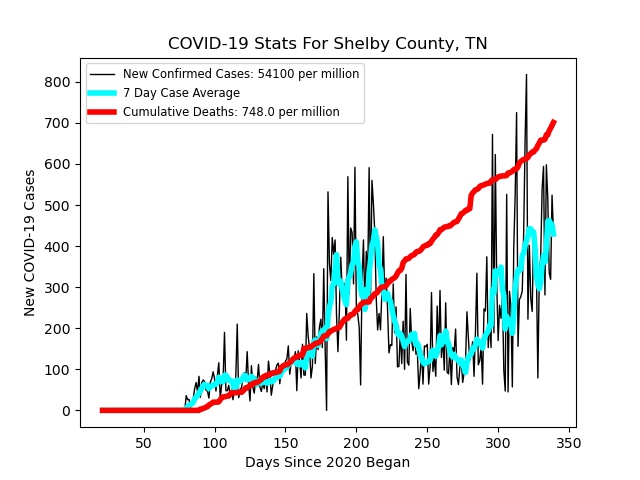 COVID-19 Stats For Shelby County, TN
New Confirmed Cases: 54100 per million
7 Day Case Average
Cumulative Deaths: 748.0 per million
New COVID-19 Cases
800
700
600
500
400
300
200
100
0
50
100
150
200
250
300
350
Days Since 2020 Began